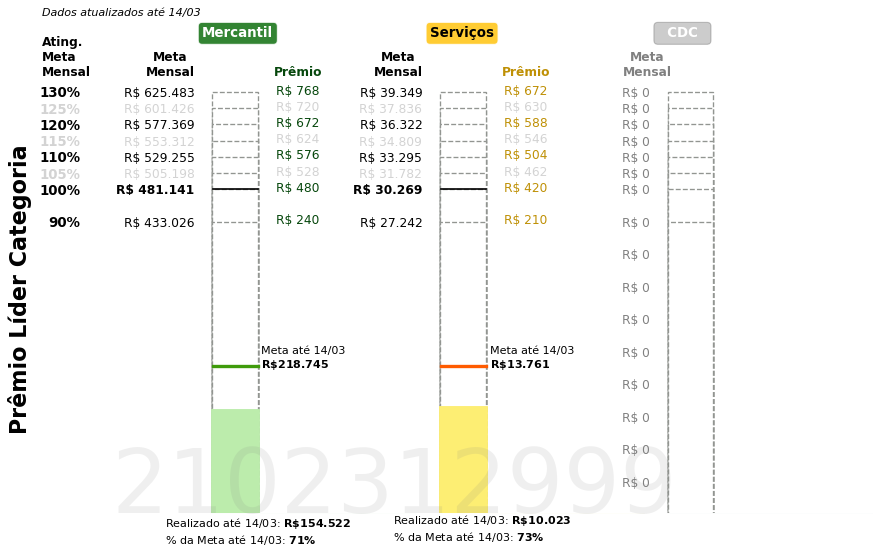 Dados atualizados até 14/03
Mercantil Serviços CDC
Ating. Meta Mensal Meta Mensal Prêmio Meta Mensal Prêmio Meta Mensal
130% R$ 625.483 R$ 768 R$ 39.349 R$ 672 R$ 0
125% R$ 601.426 R$ 720 R$ 37.836 R$ 630 R$ 0
120% R$ 577.369 R$ 672 R$ 36.322 R$ 588 R$ 0
115% R$ 553.312 R$ 624 R$ 34.809 R$ 546 R$ 0
110% R$ 529.255 R$ 576 R$ 33.295 R$ 504 R$ 0
105% R$ 505.198 R$ 528 R$ 31.782 R$ 462 R$ 0
100% R$ 481.141 R$ 480 R$ 30.269 R$ 420 R$ 0
90% R$ 433.026 R$ 240 R$ 27.242 R$ 210 R$ 0
R$ 0
R$ 0
R$ 0
R$ 0
R$ 0
R$ 0
R$ 0
R$ 0
Prêmio Líder Categoria
Meta até 14/03
R$218.745
Meta até 14/03
R$13.761
2102312999
Realizado até 14/03: R$154.522
% da Meta até 14/03: 71%
Realizado até 14/03: R$10.023
% da Meta até 14/03: 73%